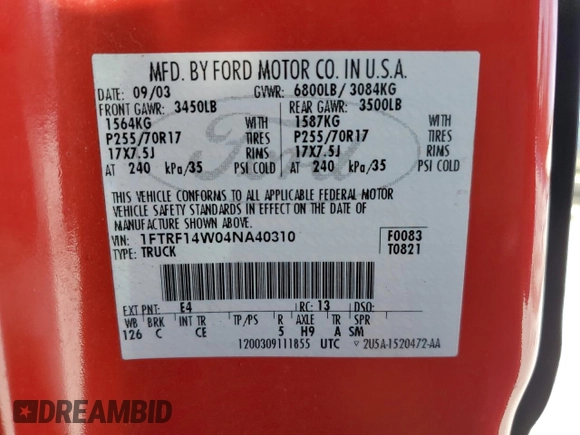 MFD. BY FORD MOTOR CO. IN U.S.A.
DATE: 09/03 GVWR: 6800LB/ 3084KG
FRONT GAWR: 3450LB REAR GAWR: 3500LB
1564KG WITH 1587KG WITH
P255/70R17 TIRES P255/70R17 TIRES
17X7.5J RIMS 17X7.5J RIMS
AT 240 kPa/35 PSI COLD AT 240 kPa/35 PSI COLD
THIS VEHICLE CONFORMS TO ALL APPLICABLE FEDERAL MOTOR
VEHICLE SAFETY STANDARDS IN EFFECT ON THE DATE OF
MANUFACTURE SHOWN ABOVE.
VIN: 1FTRF14W04NA40310 F0083
TYPE: TRUCK T0821
Ford
EXT PNT: E4 RC: 13 DSO:
WB BRK INT TR TP/PS R AXLE TR SPR
126 C CE 5 H9 A SM
1200309111855 UTC ▽ 2U5A-1520472-AA
DREAMBID